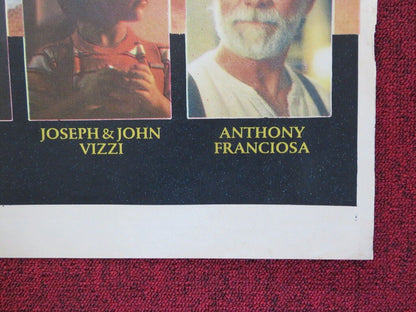 JOSEPH & JOHN
VIZZI
ANTHONY
FRANCIOSA